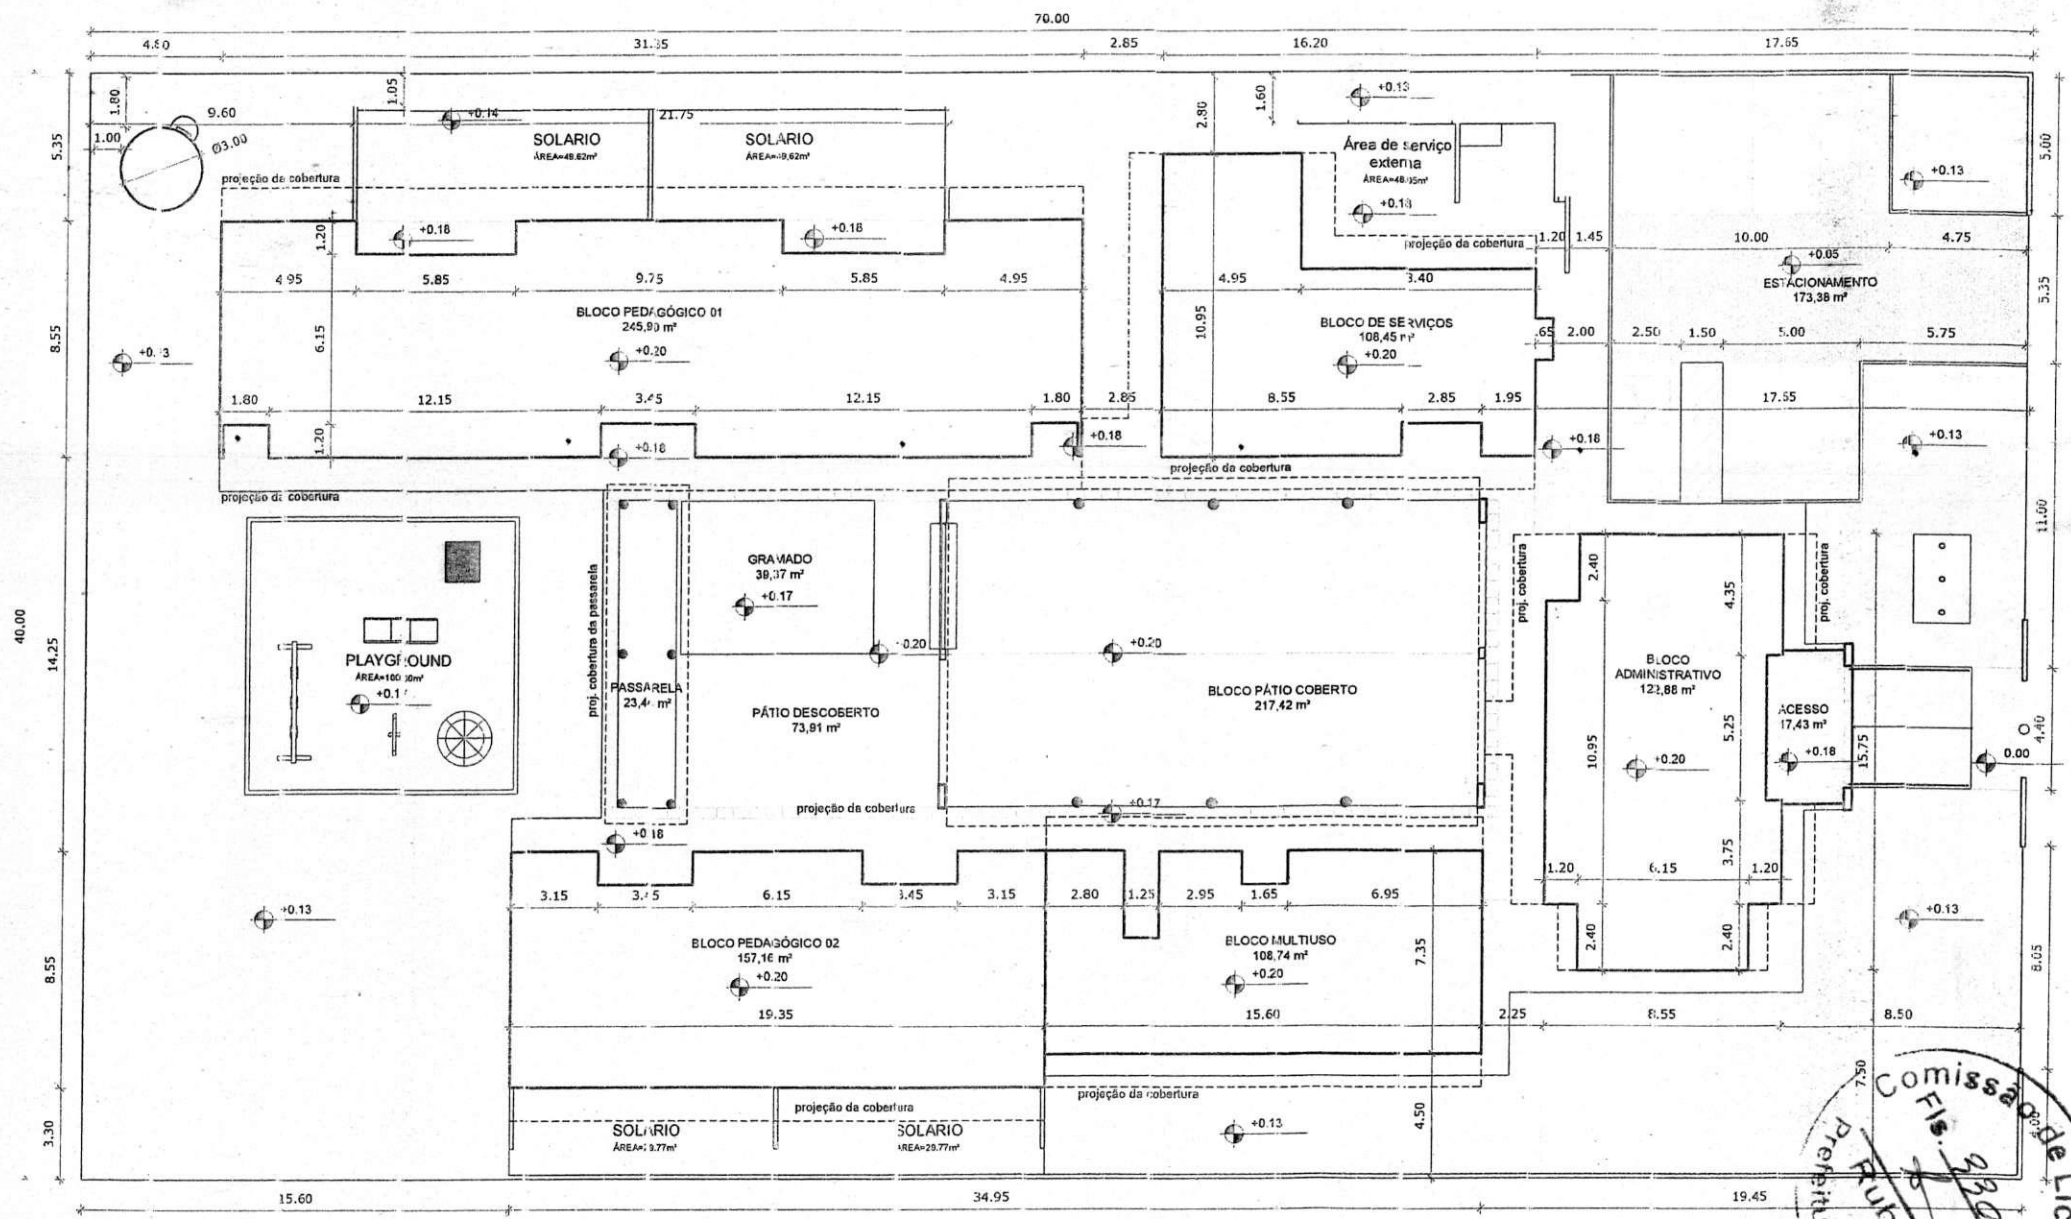 70.00
31.35
2.85
16.20
17.65
5.35
8.55
14.25
8.55
3.30
40.00
1.80
1.00
9.60
Ø3.00
1.05
+0.14
21.75
SOLARIO
ÁREA=49.62m²
SOLARIO
projeção da cobertura
+0.18
+0.18
1.20
4.95
5.85
9.75
5.85
4.95
BLOCO PEDAGÓGICO 01
245,90 m²
+0.20
6.15
1.80
12.15
3.45
12.15
1.80
2.85
1.20
+0.18
+0.18
projeção da cobertura
2.80
1.60
+0.13
Área de serviço
externa
+0.13
projeção da cobertura
1.20
1.45
10.00
4.75
+0.13
5.00
+0.05
ESTACIONAMENTO
173,38 m²
5.35
4.95
10.95
BLOCO DE SERVIÇOS
108,45 m²
+0.20
.65
2.00
2.50
1.50
5.00
5.75
8.55
2.85
1.95
17.55
+0.18
+0.13
projeção da cobertura
11.00
PLAYGROUND
proj. cobertura da passarela
PASSARELA
GRAMADO
+0.17
PÁTIO DESCOBERTO
73,91 m²
projeção da cobertura
+0.20
BLOCO PÁTIO COBERTO
217,42 m²
+0.17
proj. cobertura
proj. cobertura
2.40
4.35
BLOCO
ADMINISTRATIVO
10.95
5.25
+0.20
ACESSO
17,43 m²
+0.18
15.75
0.00
4.40
3.75
1.20
6.15
1.20
2.40
2.40
+0.13
8.05
+0.18
+0.13
3.15
6.15
3.15
2.80
1.25
2.95
1.65
6.95
BLOCO PEDAGÓGICO 02
157,16 m²
+0.20
19.35
BLOCO MULTIUSO
108,74 m²
+0.20
7.35
15.60
2.25
8.55
8.50
7.50
projeção da cobertura
projeção da cobertura
SOLARIO
SOLARIO
ÁREA=29.77m²
+0.13
4.50
15.60
34.95
19.45
Comissão de
Fls.